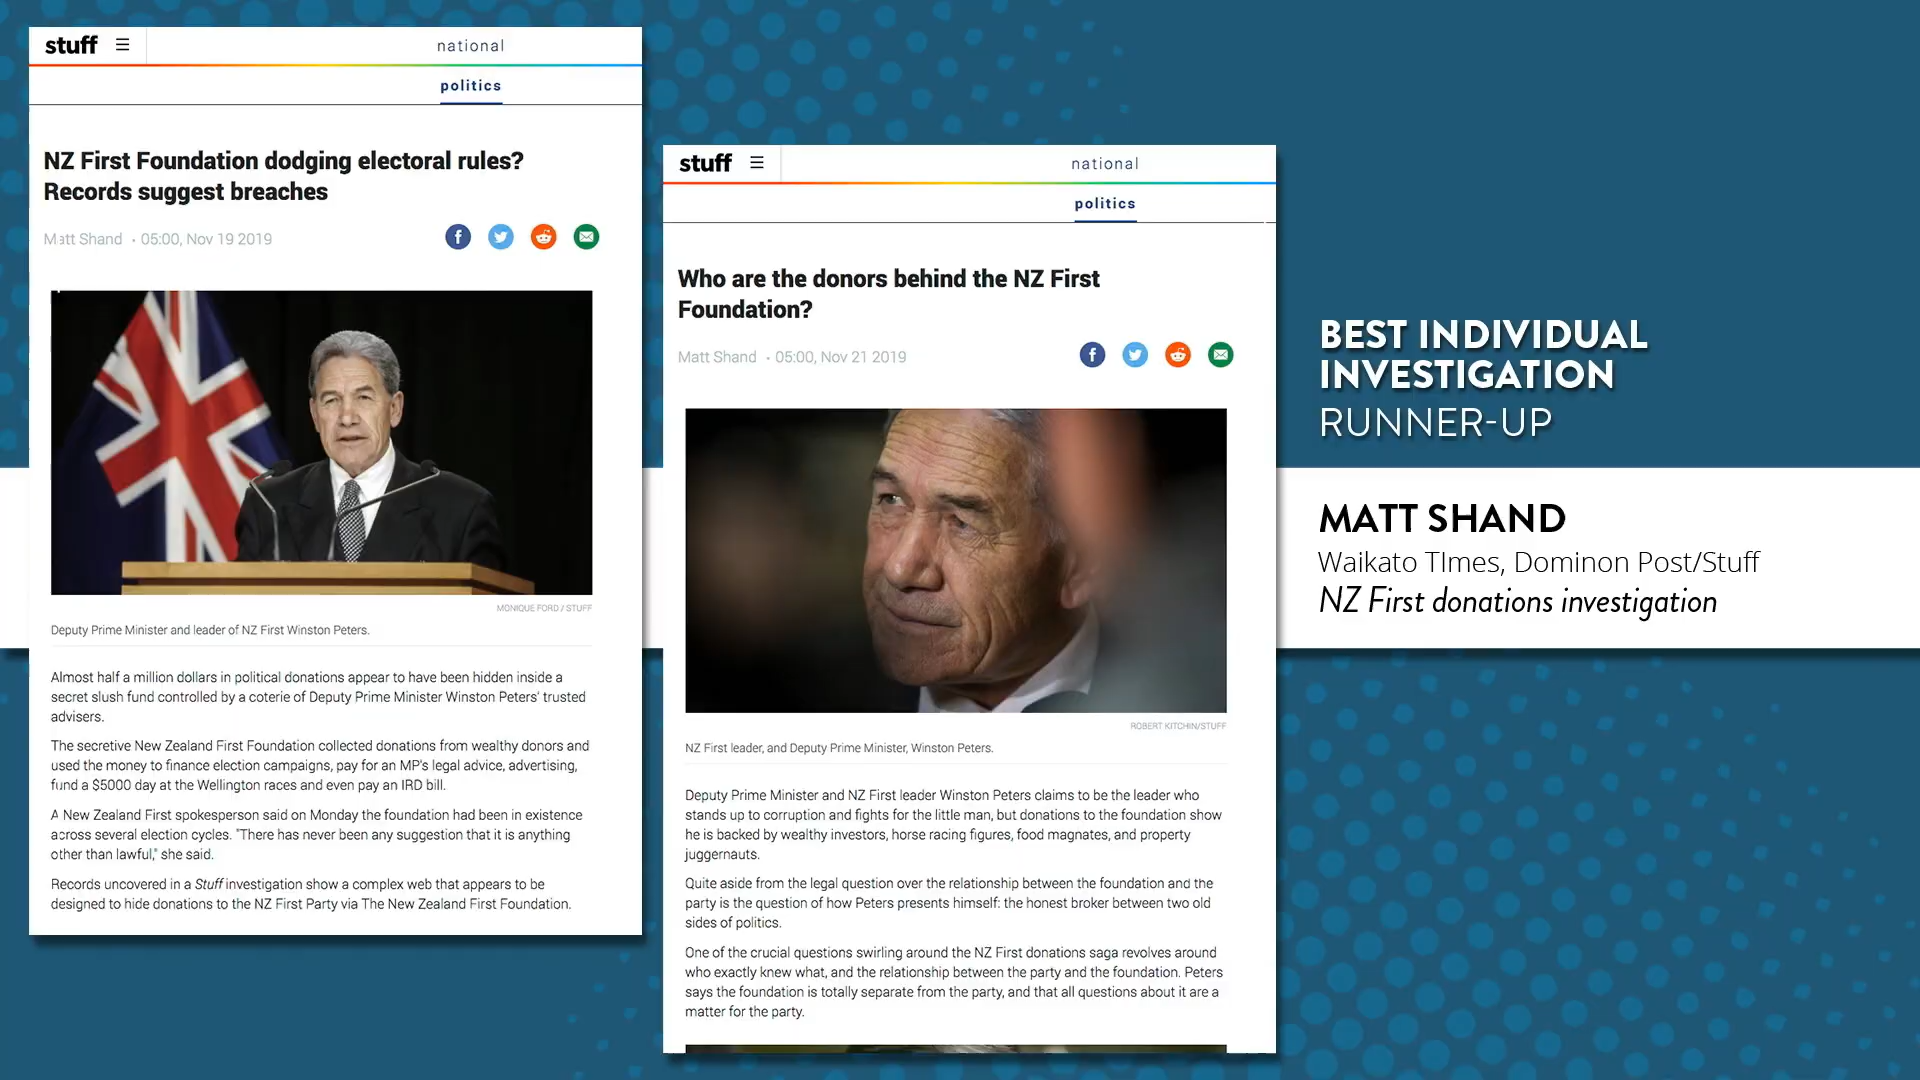 stuff
national
politics
NZ First Foundation dodging electoral rules?
Records suggest breaches
Matt Shand • 05:00, Nov 19 2019
MONIQUE FORD / STUFF
Deputy Prime Minister and leader of NZ First Winston Peters.
Almost half a million dollars in political donations appear to have been hidden inside a
secret slush fund controlled by a coterie of Deputy Prime Minister Winston Peters' trusted
advisers.
The secretive New Zealand First Foundation collected donations from wealthy donors and
used the money to finance election campaigns, pay for an MP's legal advice, advertising,
fund a $5000 day at the Wellington races and even pay an IRD bill.
A New Zealand First spokesperson said on Monday the foundation had been in existence
across several election cycles. "There has never been any suggestion that it is anything
other than lawful," she said.
Records uncovered in a Stuff investigation show a complex web that appears to be
designed to hide donations to the NZ First Party via The New Zealand First Foundation.
stuff
national
politics
Who are the donors behind the NZ First
Foundation?
Matt Shand • 05:00, Nov 21 2019
ROBERT KITCHIN/STUFF
NZ First leader, and Deputy Prime Minister, Winston Peters.
Deputy Prime Minister and NZ First leader Winston Peters claims to be the leader who
stands up to corruption and fights for the little man, but donations to the foundation show
he is backed by wealthy investors, horse racing figures, food magnates, and property
juggernauts.
Quite aside from the legal question over the relationship between the foundation and the
party is the question of how Peters presents himself: the honest broker between two old
sides of politics.
One of the crucial questions swirling around the NZ First donations saga revolves around
who exactly knew what, and the relationship between the party and the foundation. Peters
says the foundation is totally separate from the party, and that all questions about it are a
matter for the party.
BEST INDIVIDUAL
INVESTIGATION
RUNNER-UP
MATT SHAND
Waikato TImes, Dominon Post/Stuff
NZ First donations investigation